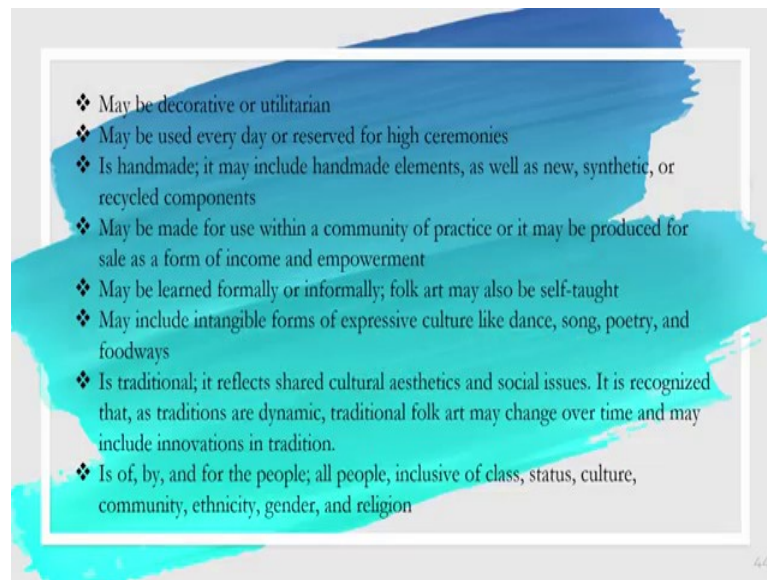 ❖ May be decorative or utilitarian
❖ May be used every day or reserved for high ceremonies
❖ Is handmade; it may include handmade elements, as well as new, synthetic, or
recycled components
❖ May be made for use within a community of practice or it may be produced for
sale as a form of income and empowerment
❖ May be learned formally or informally; folk art may also be self-taught
❖ May include intangible forms of expressive culture like dance, song, poetry, and
foodways
❖ Is traditional; it reflects shared cultural aesthetics and social issues. It is recognized
that, as traditions are dynamic, traditional folk art may change over time and may
include innovations in tradition.
❖ Is of, by, and for the people; all people, inclusive of class, status, culture,
community, ethnicity, gender, and religion